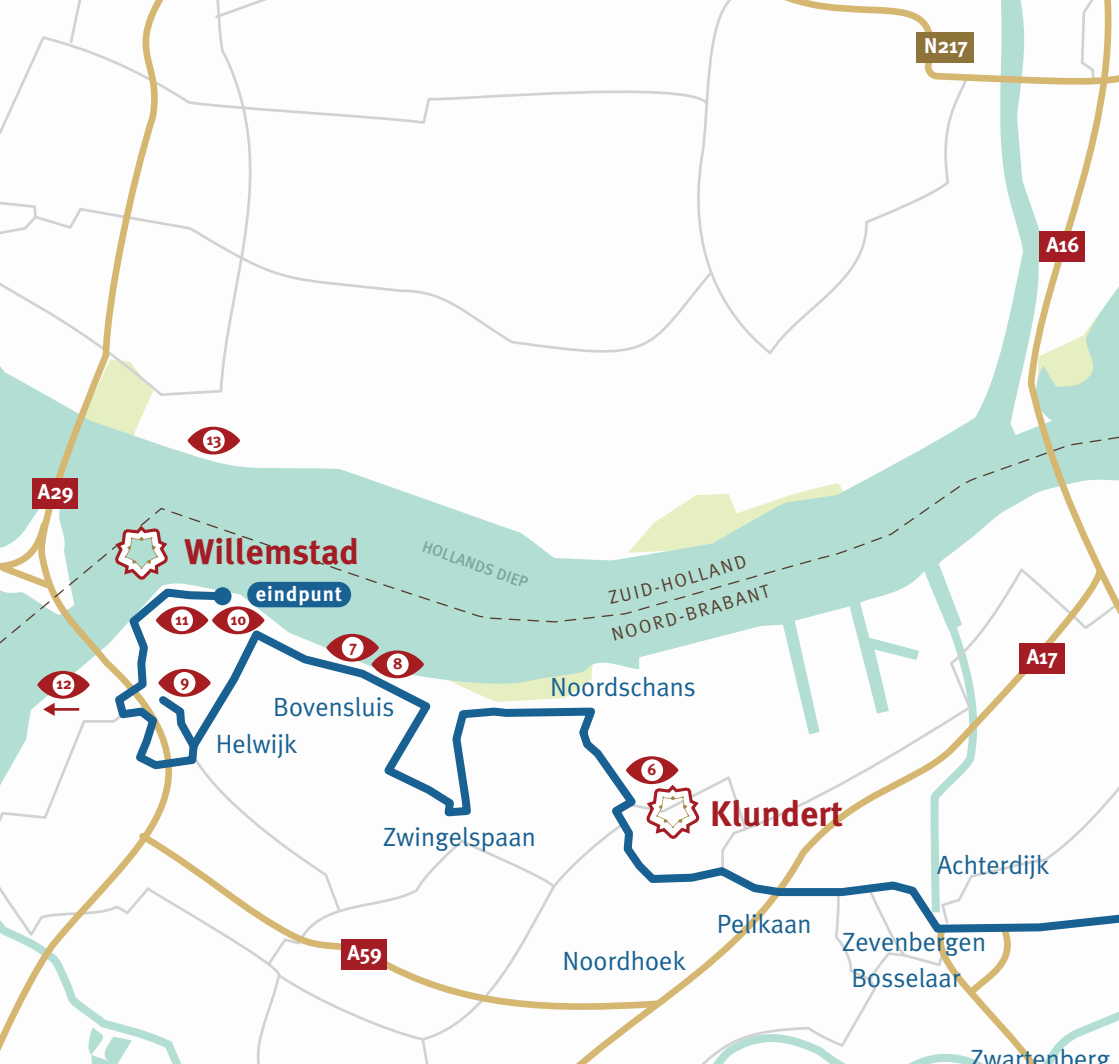 N217
A16
13
A29
Willemstad
HOLLANDS DIEP
ZUID-HOLLAND
NOORD-BRABANT
eindpunt
11
10
7
8
A17
12
9
Noordschans
Bovensluis
Helwijk
6
Klundert
Zwingelspaan
Achterdijk
Pelikaan
Zevenbergen
Bosselaar
A59
Noordhoek
Zwartenberg